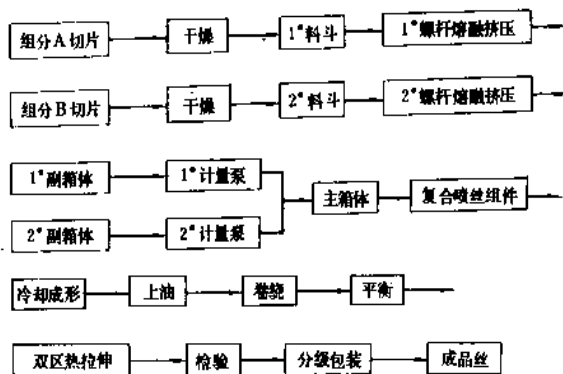 组分A切片 干燥 1#料斗 1#螺杆熔融挤压
组分B切片 干燥 2#料斗 2#螺杆熔融挤压
1#副箱体 1#计量泵
主箱体 复合喷丝组件
2#副箱体 2#计量泵
冷却成形 上油 卷绕 平衡
双区热拉伸 检验 分级包装 成品丝